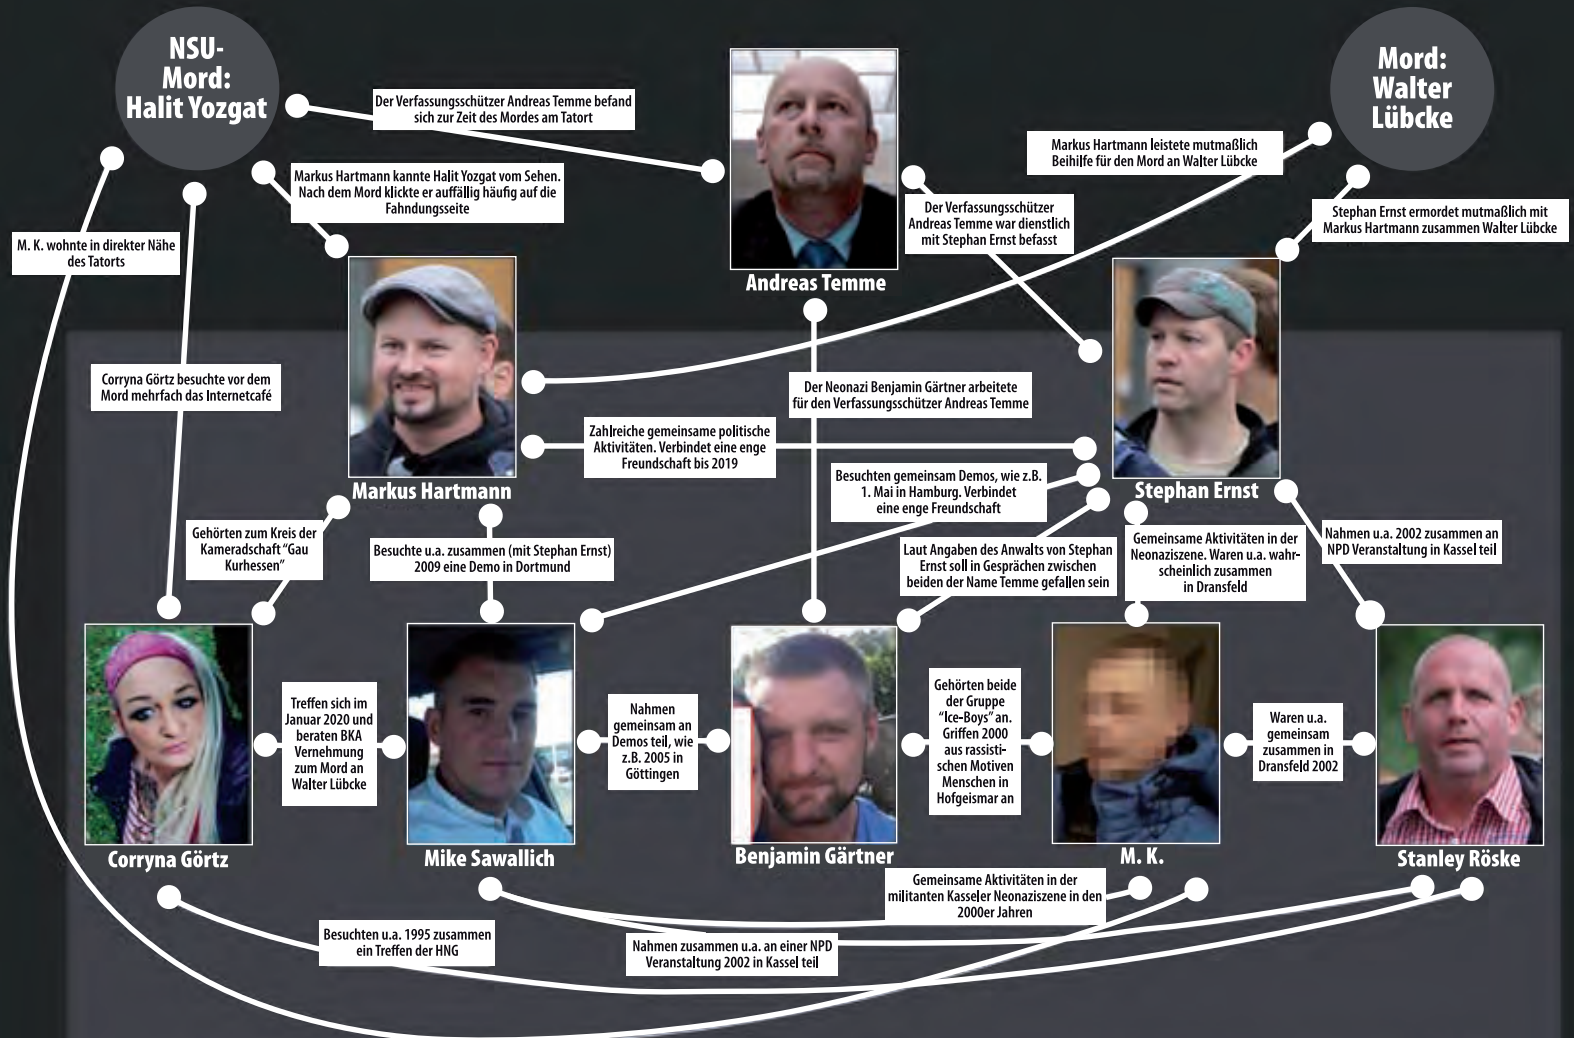 NSU-
Mord:
Halit Yozgat
Mord:
Walter
Lübcke
Der Verfassungsschützer Andreas Temme befand
sich zur Zeit des Mordes am Tatort
Markus Hartmann leistete mutmaßlich
Beihilfe für den Mord an Walter Lübcke
Markus Hartmann kannte Halit Yozgat vom Sehen.
Nach dem Mord klickte er auffällig häufig auf die
Fahndungsseite
Der Verfassungsschützer
Andreas Temme war dienstlich
mit Stephan Ernst befasst
Stephan Ernst ermordet mutmaßlich mit
Markus Hartmann zusammen Walter Lübcke
M. K. wohnte in direkter Nähe
des Tatorts
Andreas Temme
Corryna Görtz besuchte vor dem
Mord mehrfach das Internetcafé
Der Neonazi Benjamin Gärtner arbeitete
für den Verfassungsschützer Andreas Temme
Zahlreiche gemeinsame politische
Aktivitäten. Verbindet eine enge
Freundschaft bis 2019
Markus Hartmann
Besuchten gemeinsam Demos, wie z.B.
1. Mai in Hamburg. Verbindet
eine enge Freundschaft
Stephan Ernst
Gehörten zum Kreis der
Kameradschaft "Gau
Kurhessen"
Besuchte u.a. zusammen (mit Stephan Ernst)
2009 eine Demo in Dortmund
Laut Angaben des Anwalts von Stephan
Ernst soll in Gesprächen zwischen
beiden der Name Temme gefallen sein
Gemeinsame Aktivitäten in der
Neonaziszene. Waren u.a. wahr-
scheinlich zusammen
in Dransfeld
Nahmen u.a. 2002 zusammen an
NPD Veranstaltung in Kassel teil
Treffen sich im
Januar 2020 und
beraten BKA
Vernehmung
zum Mord an
Walter Lübcke
Nahmen
gemeinsam an
Demos teil, wie
z.B. 2005 in
Göttingen
Gehörten beide
der Gruppe
"Ice-Boys" an.
Griffen 2000
aus rassisti-
schen Motiven
Menschen in
Hofgeismar an
Waren u.a.
gemeinsam
zusammen in
Dransfeld 2002
Corryna Görtz
Mike Sawallich
Benjamin Gärtner
M. K.
Stanley Röske
Gemeinsame Aktivitäten in der
militanten Kasseler Neonaziszene in den
2000er Jahren
Besuchten u.a. 1995 zusammen
ein Treffen der HNG
Nahmen zusammen u.a. an einer NPD
Veranstaltung 2002 in Kassel teil